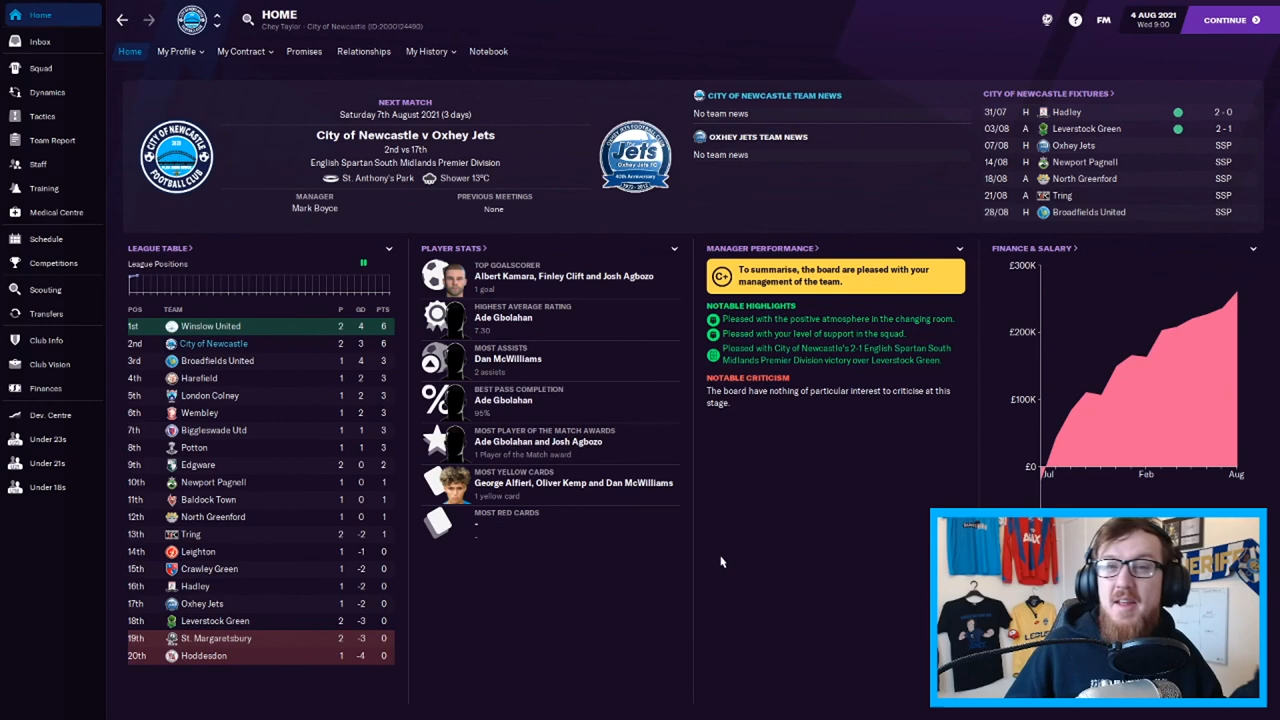 Home
Inbox
Squad
Dynamics
Tactics
Team Report
Staff
Training
Medical Centre
Schedule
Competitions
Scouting
Transfers
Club Info
Club Vision
Finances
Dev. Centre
Under 23s
Under 21s
Under 18s
HOME
Chey Taylor - City of Newcastle (ID:2000124490)
FM
4 AUG 2021
Wed 9:00
CONTINUE
Home My Profile My Contract Promises Relationships My History Notebook
NEXT MATCH
Saturday 7th August 2021 (3 days)
City of Newcastle v Oxhey Jets
2nd vs 17th
English Spartan South Midlands Premier Division
St. Anthony's Park Shower 13°C
MANAGER PREVIOUS MEETINGS
Mark Boyce None
CITY OF NEWCASTLE
FOOTBALL CLUB
Jets
CITY OF NEWCASTLE TEAM NEWS
No team news
OXHEY JETS TEAM NEWS
No team news
CITY OF NEWCASTLE FIXTURES
31/07 H Hadley 2 - 0
03/08 A Leverstock Green 2 - 1
07/08 H Oxhey Jets SSP
14/08 H Newport Pagnell SSP
18/08 A North Greenford SSP
21/08 A Tring SSP
28/08 H Broadfields United SSP
LEAGUE TABLE
League Positions
POS TEAM P GD PTS
1st Winslow United 2 4 6
2nd City of Newcastle 2 3 6
3rd Broadfields United 1 4 3
4th Harefield 1 2 3
5th London Colney 1 2 3
6th Wembley 1 2 3
7th Biggleswade Utd 1 1 3
8th Potton 1 1 3
9th Edgware 2 0 2
10th Newport Pagnell 1 0 1
11th Baldock Town 1 0 1
12th North Greenford 1 0 1
13th Tring 2 -2 1
14th Leighton 1 -1 0
15th Crawley Green 1 -2 0
16th Hadley 1 -2 0
17th Oxhey Jets 1 -2 0
18th Leverstock Green 2 -3 0
19th St. Margaretsbury 2 -3 0
20th Hoddesdon 1 -4 0
PLAYER STATS
TOP GOALSCORER
Albert Kamara, Finley Clift and Josh Agbozo
1 goal
HIGHEST AVERAGE RATING
Ade Gbolahan
7.30
MOST ASSISTS
Dan McWilliams
2 assists
BEST PASS COMPLETION
Ade Gbolahan
95%
MOST PLAYER OF THE MATCH AWARDS
Ade Gbolahan and Josh Agbozo
1 Player of the Match award
MOST YELLOW CARDS
George Alfieri, Oliver Kemp and Dan McWilliams
1 yellow card
MOST RED CARDS
-
-
MANAGER PERFORMANCE
C+
To summarise, the board are pleased with your
management of the team.
NOTABLE HIGHLIGHTS
Pleased with the positive atmosphere in the changing room.
Pleased with your level of support in the squad.
Pleased with City of Newcastle's 2-1 English Spartan South
Midlands Premier Division victory over Leverstock Green.
NOTABLE CRITICISM
The board have nothing of particular interest to criticise at this
stage.
FINANCE & SALARY
£300K
£200K
£100K
£0
Jul Feb Aug